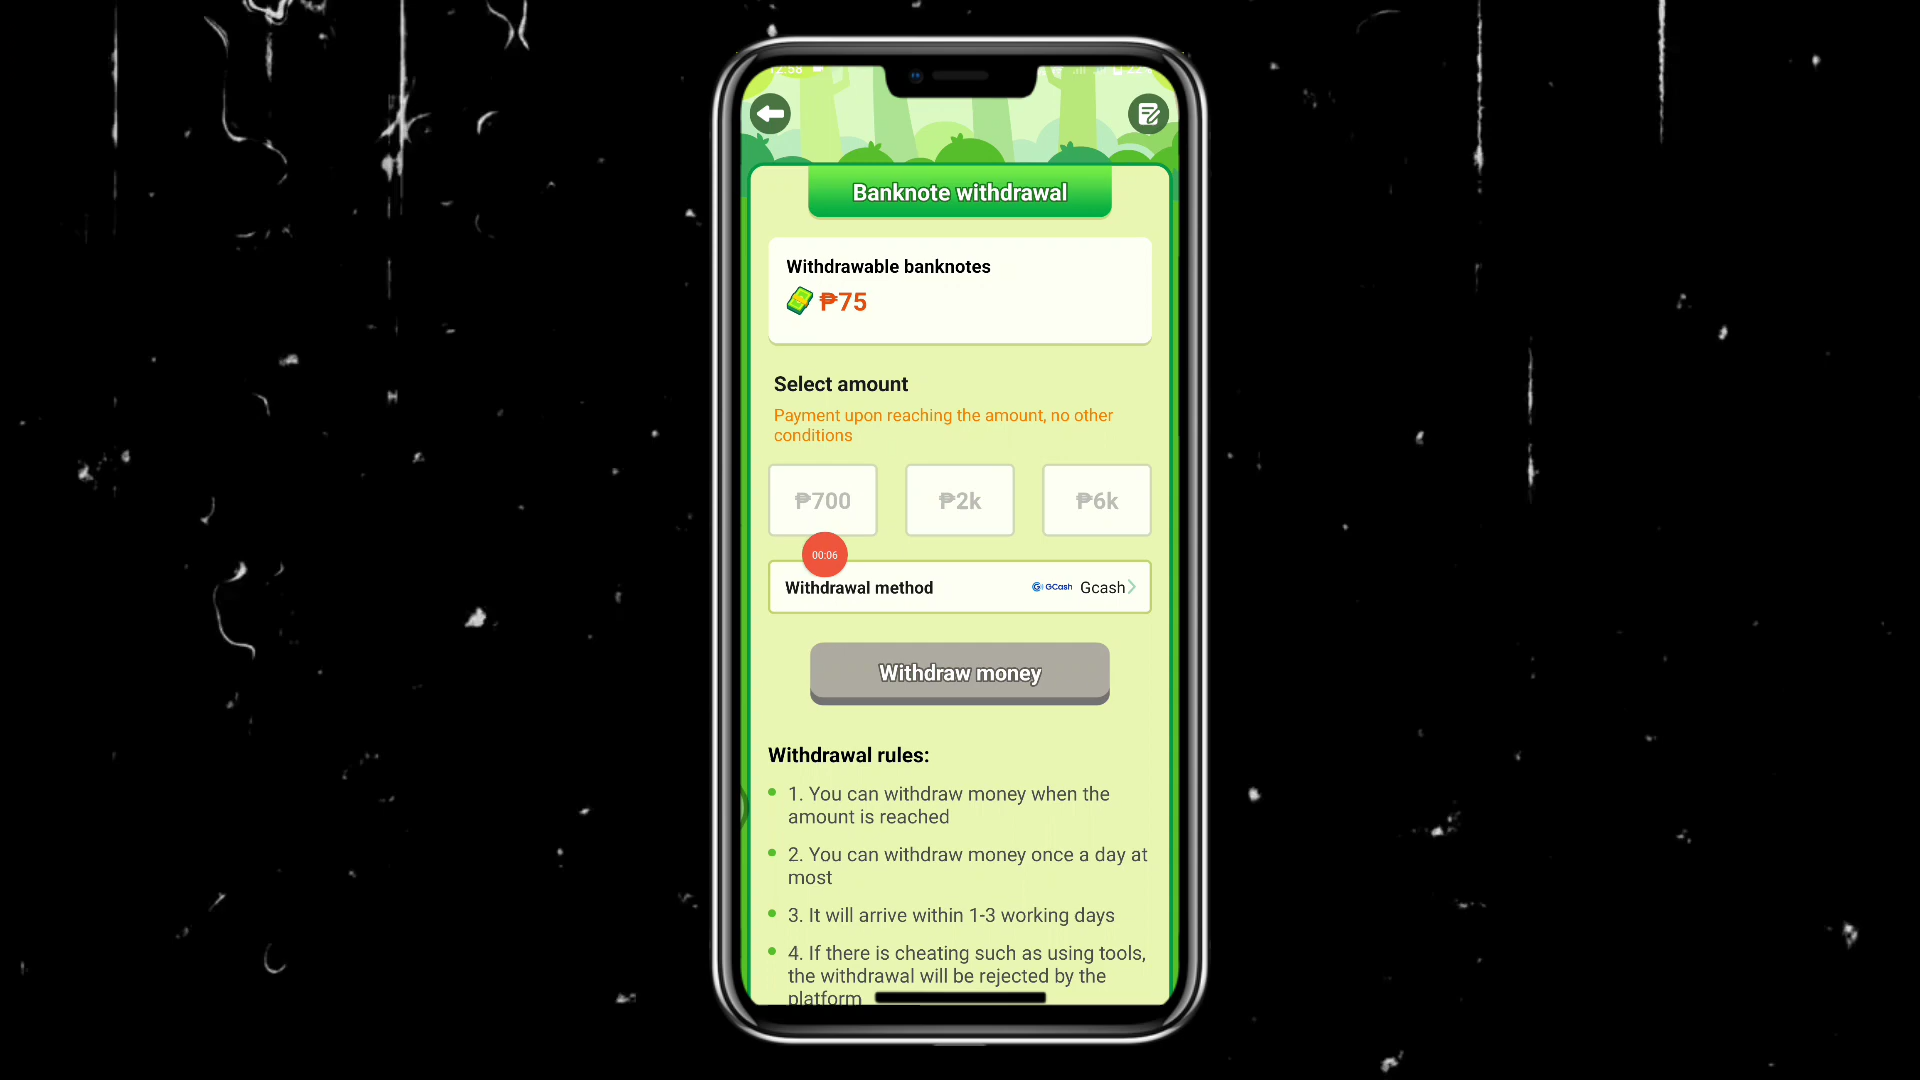 12:58
Banknote withdrawal
Withdrawable banknotes
₱75
Select amount
Payment upon reaching the amount, no other
conditions
₱700 ₱2k ₱6k
00:06
Withdrawal method GCash Gcash
Withdraw money
Withdrawal rules:
1. You can withdraw money when the
amount is reached
2. You can withdraw money once a day at
most
3. It will arrive within 1-3 working days
4. If there is cheating such as using tools,
the withdrawal will be rejected by the
platform